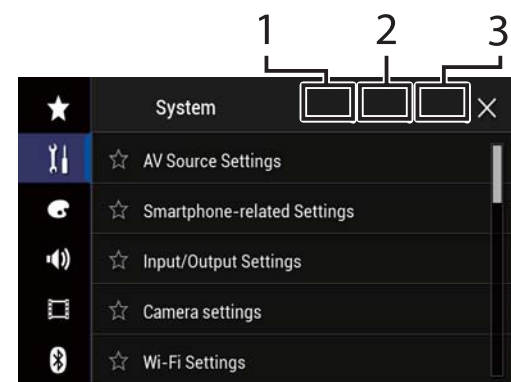 1 2 3
System
AV Source Settings
Smartphone-related Settings
Input/Output Settings
Camera settings
Wi-Fi Settings